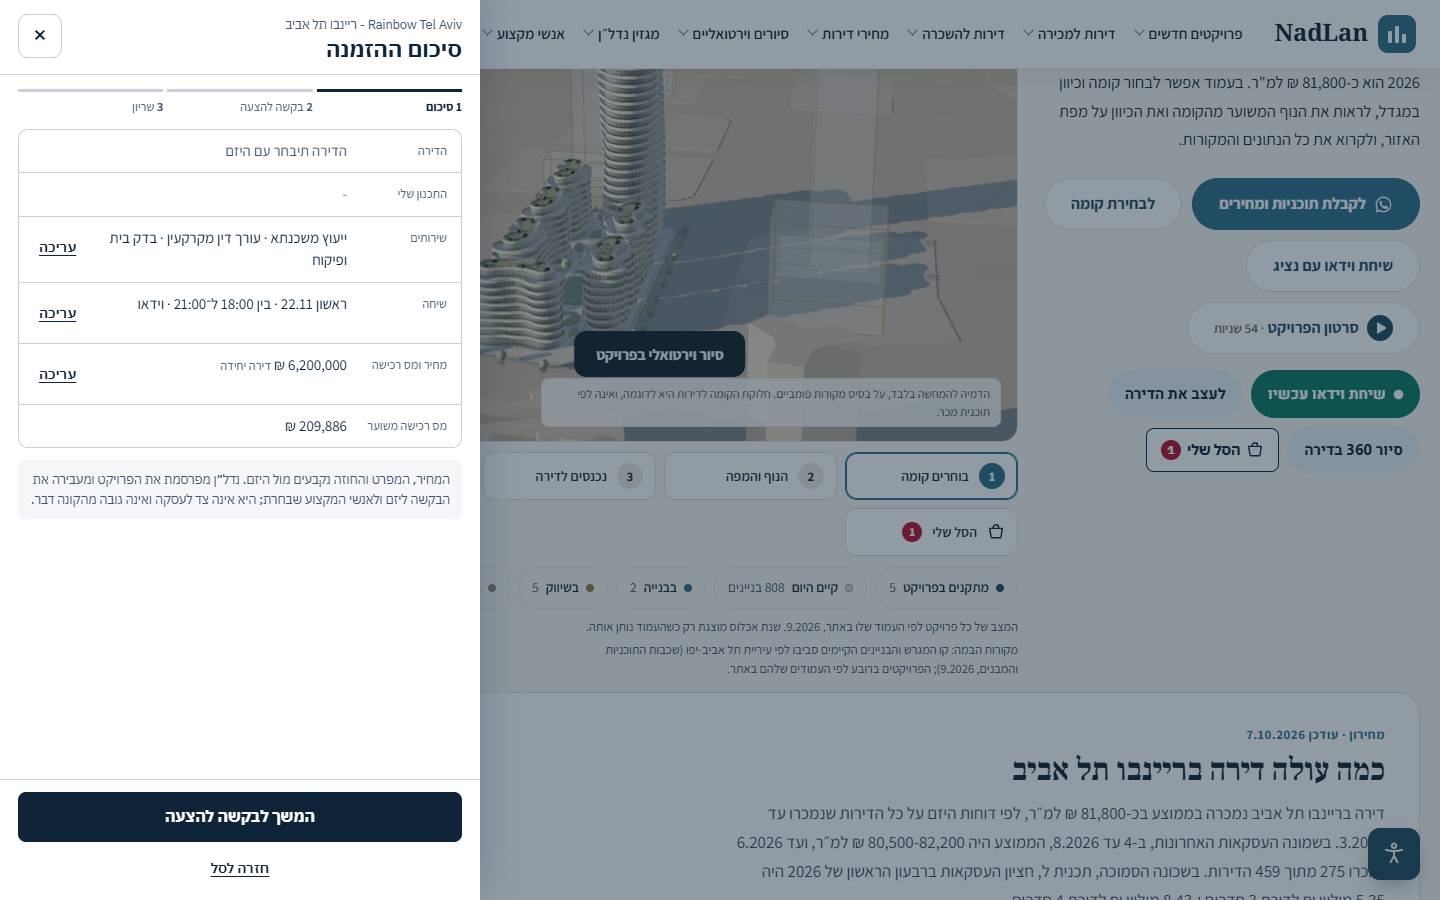 NadLan
פרויקטים חדשים
דירות למכירה
דירות להשכרה
מחירי דירות
סיורים וירטואליים
מגזין נדל״ן
אנשי מקצוע
2026 הוא כ-81,800 ₪ למ"ר. בעמוד אפשר לבחור קומה וכיוון
במגדל, לראות את הנוף המשוער מהקומה ואת הכיוון על מפת
האזור, ולקרוא את כל הנתונים והמקורות.
לקבלת תוכניות ומחירים
לבחירת קומה
שיחת וידאו עם נציג
סרטון הפרויקט · 54 שניות
שיחת וידאו עכשיו
לעצב את הדירה
סיור 360 בדירה
הסל שלי 1
סיור וירטואלי בפרויקט
הדמיה להמחשה בלבד, על בסיס מקורות פומביים. חלוקת הקומה לדירות היא לדוגמה, ואינה לפי
תוכנית מכר.
1 בוחרים קומה
2 הנוף והמפה
3 נכנסים לדירה
הסל שלי 1
מתקנים בפרויקט 5
קיים היום 808 בניינים
בבנייה 2
בשיווק 5
המצב של כל פרויקט לפי העמוד שלו באתר, 9.2026. שנת אכלוס מוצגת רק כשהעמוד נותן אותה.
מקורות הבמה: קו המגרש והבניינים הקיימים סביבו לפי עיריית תל אביב-יפו (שכבות התוכניות
והמבנים, 9.2026); הפרויקטים ברובע לפי העמודים שלהם באתר.
מחירון · עודכן 7.10.2026
כמה עולה דירה בריינבו תל אביב
דירה בריינבו תל אביב נמכרה בממוצע בכ-81,800 ₪ למ״ר, לפי דוחות היזם על כל הדירות שנמכרו עד
3.20. בשמונה העסקאות האחרונות, ב-4 עד 8.2026, הממוצע היה 80,500-82,200 ₪ למ״ר, ועד 6.2026
275 מתוך 459 הדירות. בשכונה הסמוכה, תכנית ל, חציון העסקאות ברבעון הראשון של 2026 היה
Rainbow Tel Aviv - ריינבו תל אביב
סיכום ההזמנה
1 סיכום
2 בקשה להצעה
3 שריון
הדירה
הדירה תיבחר עם היזם
התכנון שלי
-
שירותים
ייעוץ משכנתא · עורך דין מקרקעין · בדק בית
ופיקוח
עריכה
שיחה
ראשון 22.11 · בין 18:00 ל־21:00 · וידאו
עריכה
מחיר ומס רכישה
6,200,000 ₪ דירה יחידה
עריכה
מס רכישה משוער
209,886 ₪
המחיר, המפרט והחוזה נקבעים מול היזם. נדל"ן מפרסמת את הפרויקט ומעבירה את
הבקשה ליזם ולאנשי המקצוע שבחרת; היא אינה צד לעסקה ואינה גובה מהקונה דבר.
המשך לבקשה להצעה
חזרה לסל